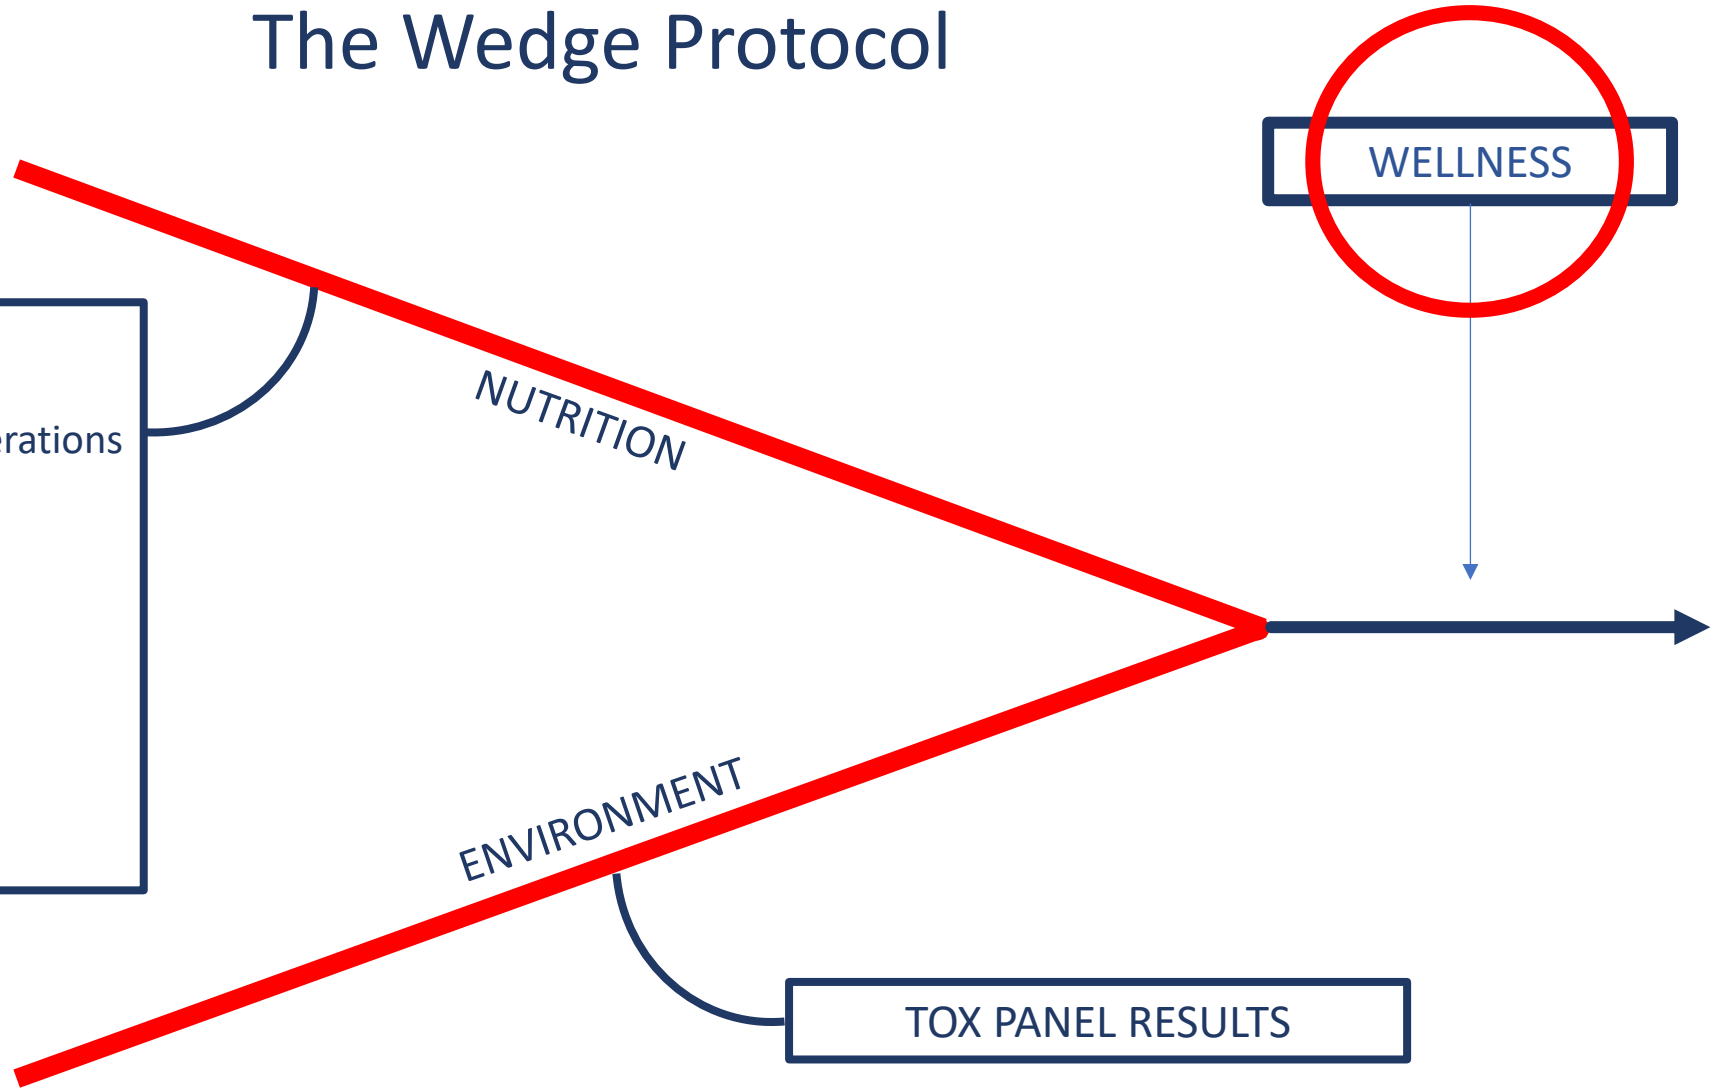 The Wedge Protocol
WELLNESS
NUTRITION
erations
ENVIRONMENT
TOX PANEL RESULTS